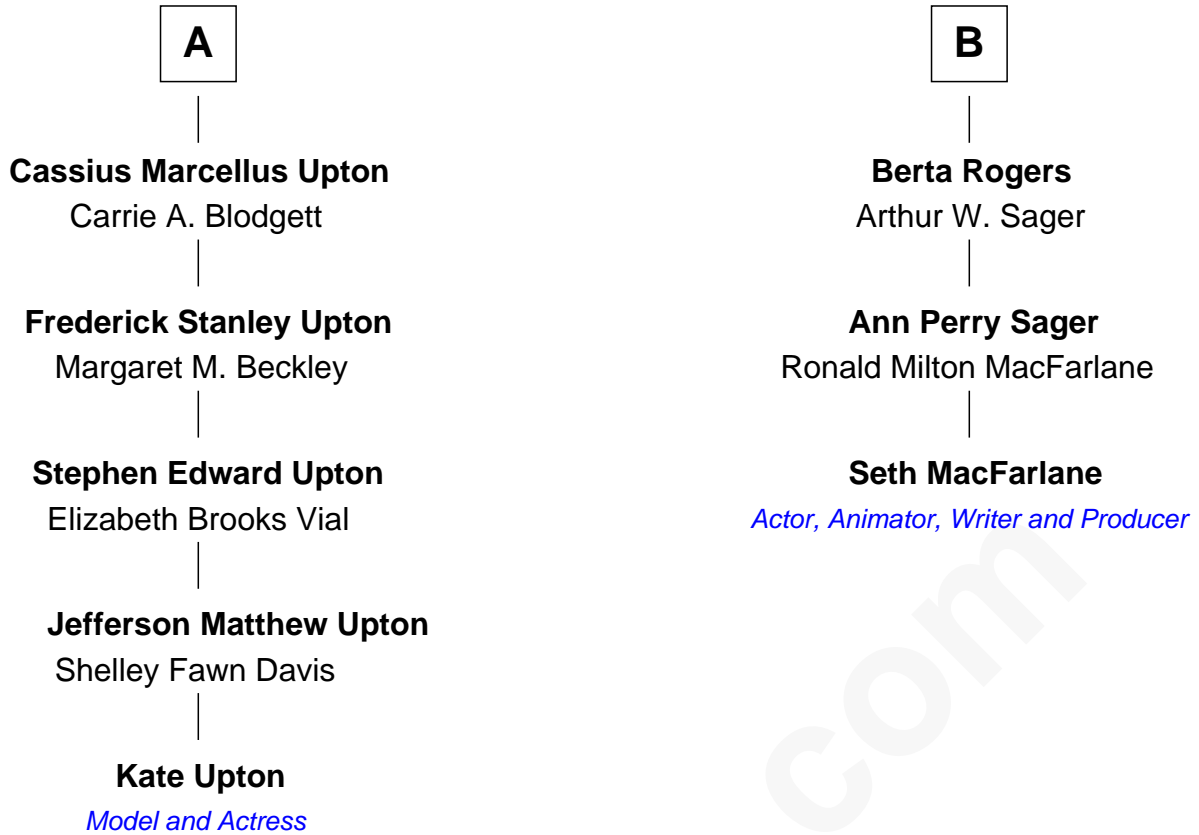 A
Cassius Marcellus Upton
Carrie A. Blodgett
Frederick Stanley Upton
Margaret M. Beckley
Stephen Edward Upton
Elizabeth Brooks Vial
Jefferson Matthew Upton
Shelley Fawn Davis
Kate Upton
Model and Actress
B
Berta Rogers
Arthur W. Sager
Ann Perry Sager
Ronald Milton MacFarlane
Seth MacFarlane
Actor, Animator, Writer and Producer
com